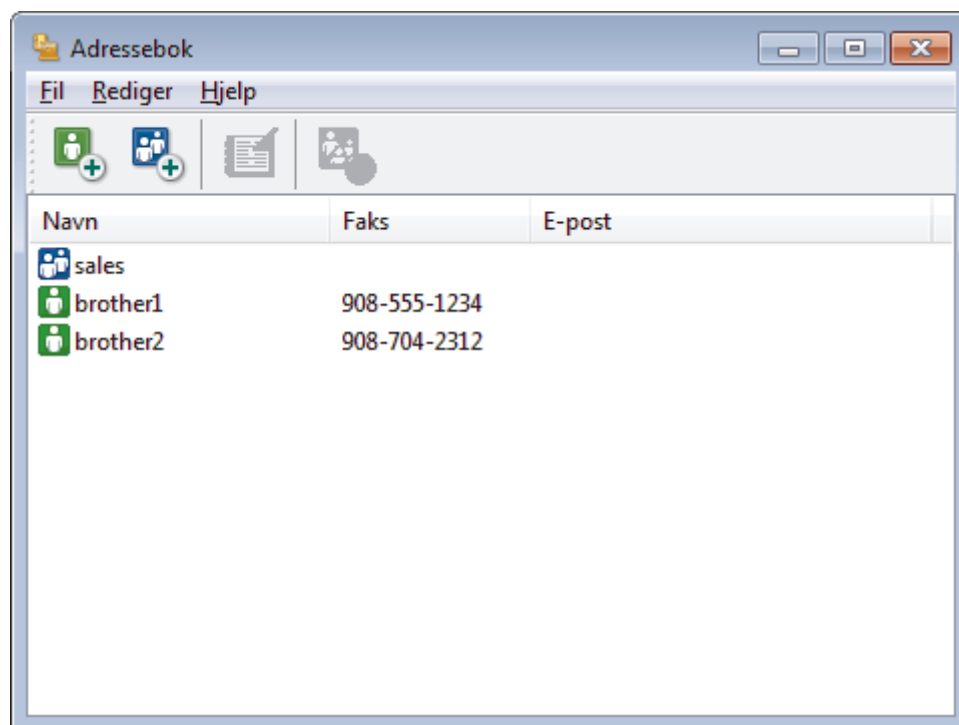 Adressebok
Fil Rediger Hjelp
Navn Faks E-post
sales
brother1 908-555-1234
brother2 908-704-2312